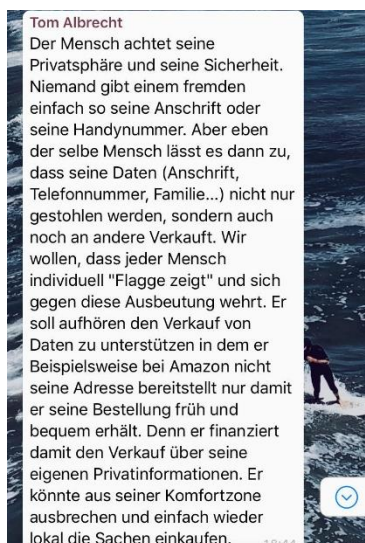 Tom Albrecht
Der Mensch achtet seine
Privatsphäre und seine Sicherheit.
Niemand gibt einem fremden
einfach so seine Anschrift oder
seine Handynummer. Aber eben
der selbe Mensch lässt es dann zu,
dass seine Daten (Anschrift,
Telefonnummer, Familie...) nicht nur
gestohlen werden, sondern auch
noch an andere Verkauft. Wir
wollen, dass jeder Mensch
individuell "Flagge zeigt" und sich
gegen diese Ausbeutung wehrt. Er
soll aufhören den Verkauf von
Daten zu unterstützen in dem er
Beispielsweise bei Amazon nicht
seine Adresse bereitstellt nur damit
er seine Bestellung früh und
bequem erhält. Denn er finanziert
damit den Verkauf über seine
eigenen Privatinformationen. Er
könnte aus seiner Komfortzone
ausbrechen und einfach wieder
lokal die Sachen einkaufen.